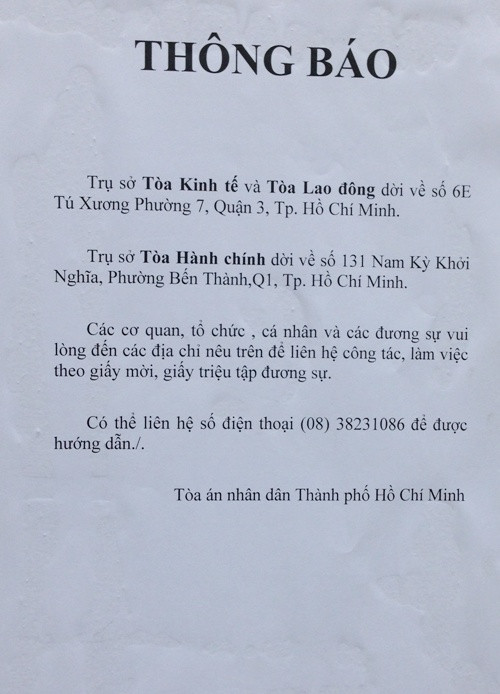 THÔNG BÁO
Trụ sở Tòa Kinh tế và Tòa Lao đông dời về số 6E
Tú Xương Phường 7, Quận 3, Tp. Hồ Chí Minh.
Trụ sở Tòa Hành chính dời về số 131 Nam Kỳ Khởi
Nghĩa, Phường Bến Thành,Q1, Tp. Hồ Chí Minh.
Các cơ quan, tổ chức , cá nhân và các đương sự vui
lòng đến các địa chỉ nêu trên để liên hệ công tác, làm việc
theo giấy mời, giấy triệu tập đương sự.
Có thể liên hệ số điện thoại (08) 38231086 để được
hướng dẫn./.
Tòa án nhân dân Thành phố Hồ Chí Minh